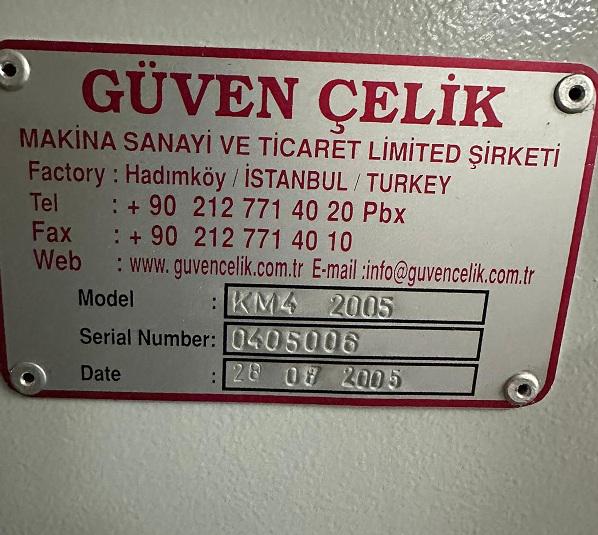 GÜVEN ÇELİK
MAKİNA SANAYİ VE TİCARET LİMİTED ŞİRKETİ
Factory : Hadımköy / İSTANBUL / TURKEY
Tel : + 90 212 771 40 20 Pbx
Fax : + 90 212 771 40 10
Web : www. guvencelik.com.tr E-mail :info@guvencelik.com.tr
Model : KM4 2005
Serial Number: 0405006
Date : 28 2005